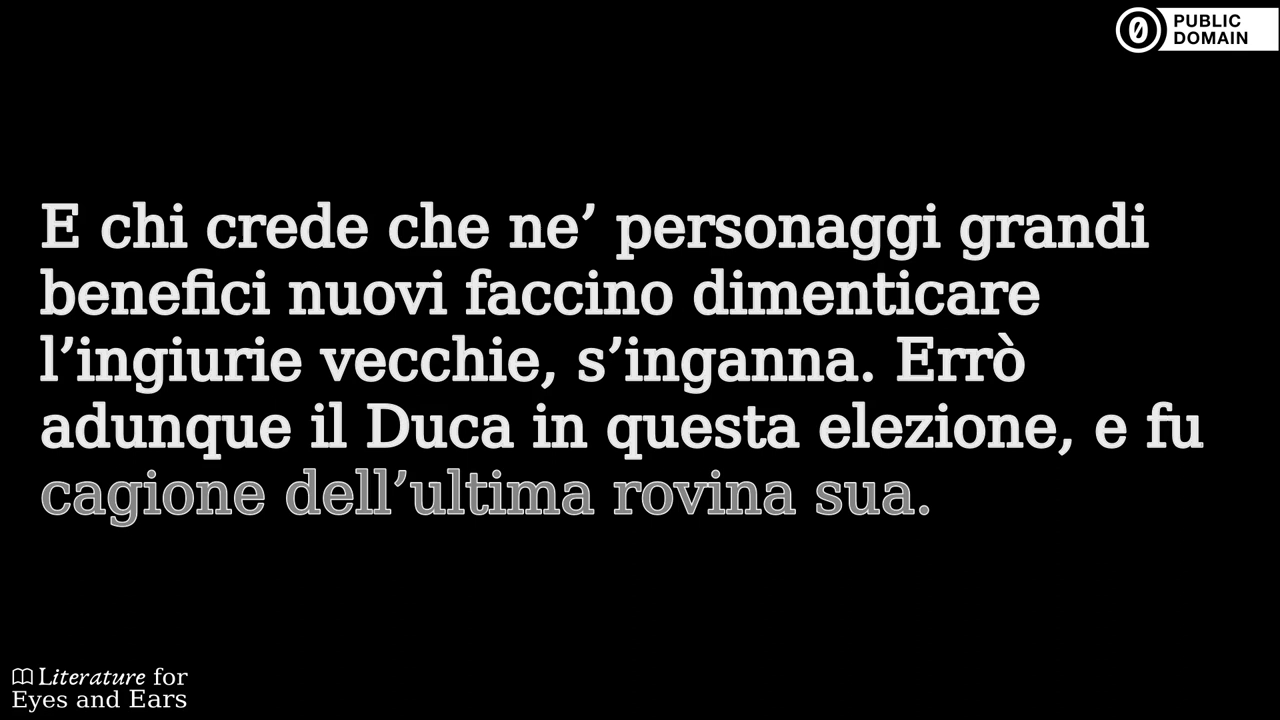 PUBLIC
DOMAIN
E chi crede che ne’ personaggi grandi
benefici nuovi faccino dimenticare
l’ingiurie vecchie, s’inganna. Errò
adunque il Duca in questa elezione, e fu
cagione dell’ultima rovina sua.
Literature for
Eyes and Ears